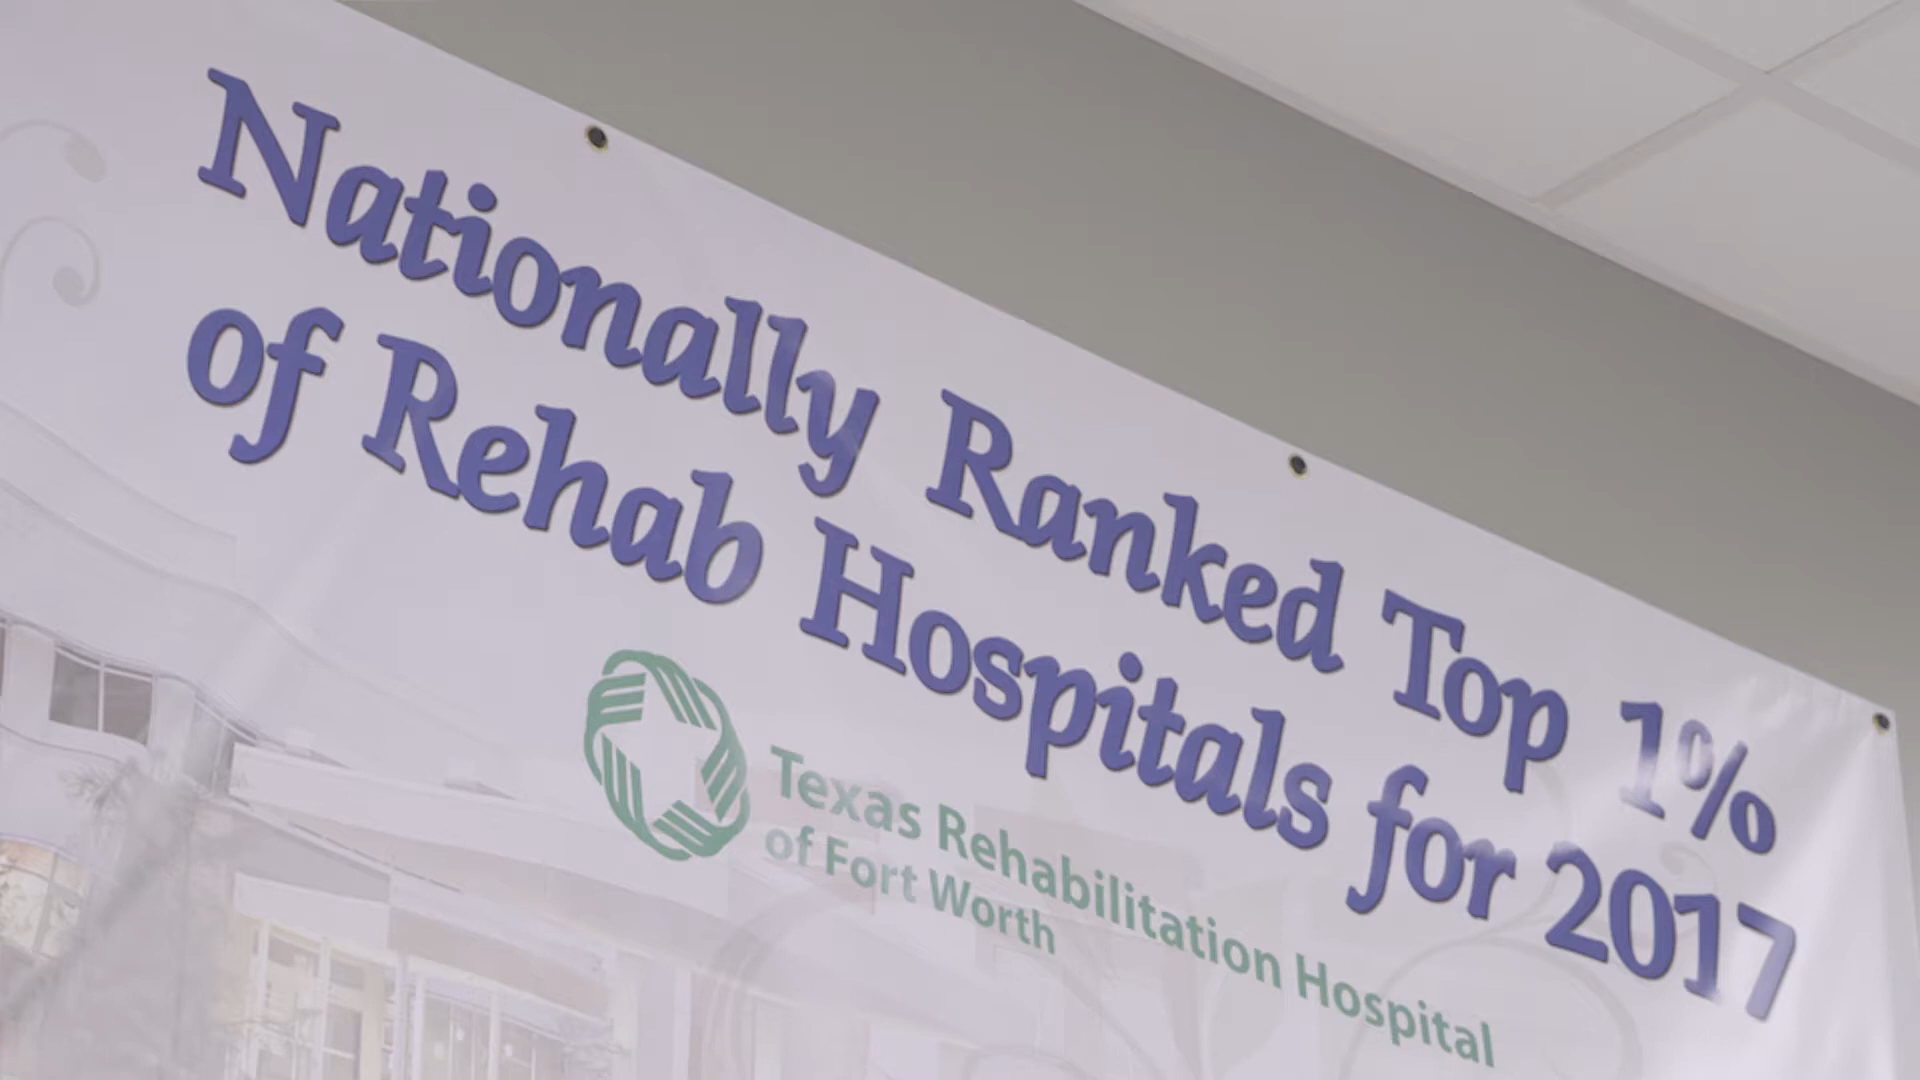 Nationally Ranked Top 1%
of Rehab Hospitals for 2017
Texas Rehabilitation Hospital
of Fort Worth